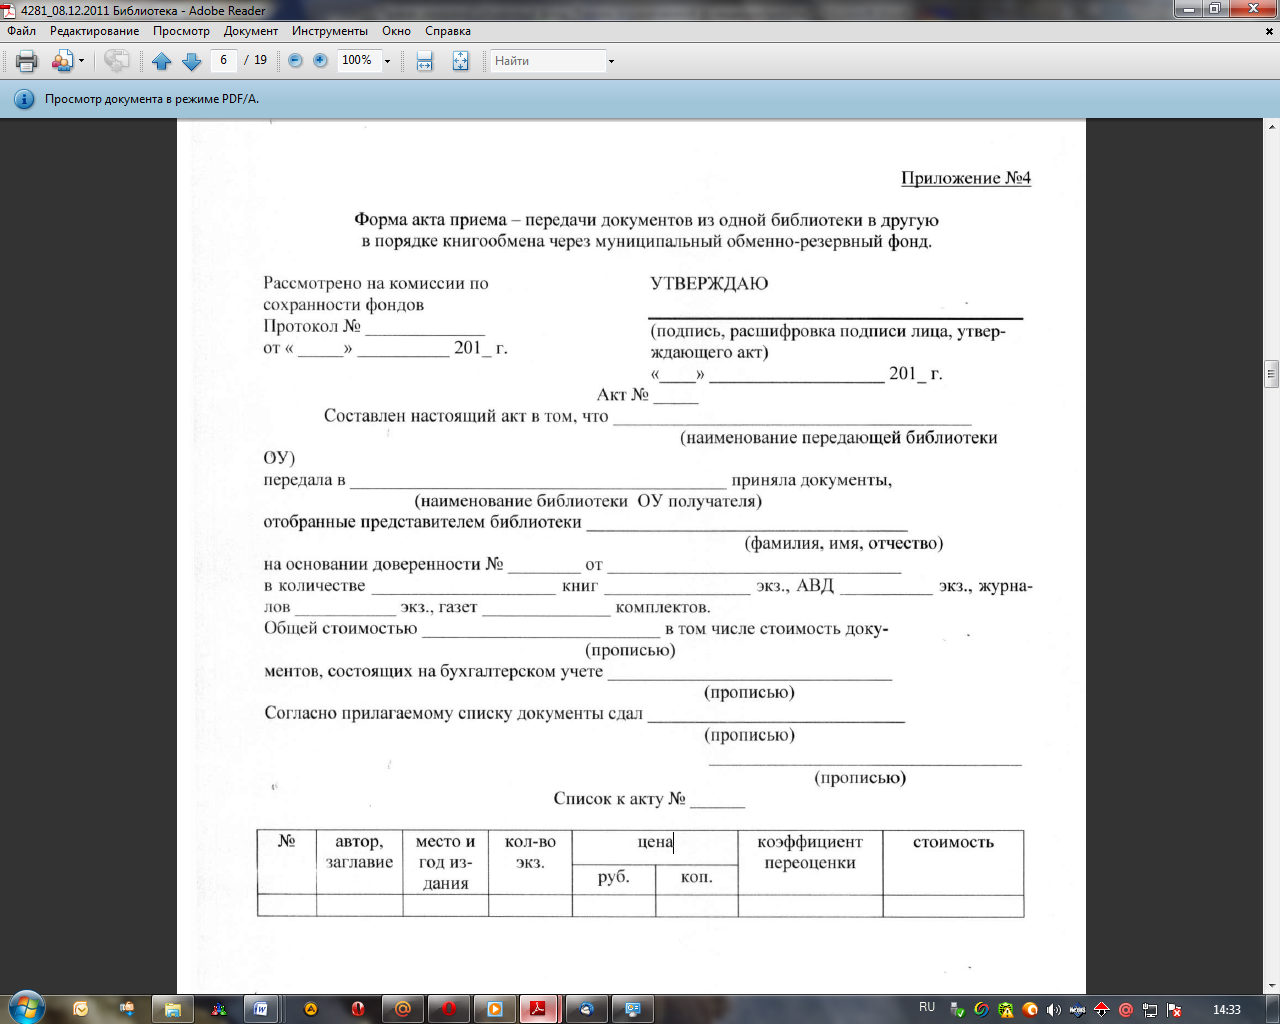 4281_08.12.2011 Библиотека - Adobe Reader
Файл Редактирование Просмотр Документ Инструменты Окно Справка
6 / 19 100% Найти
Просмотр документа в режиме PDF/A.
Приложение №4
Форма акта приема – передачи документов из одной библиотеки в другую
в порядке книгообмена через муниципальный обменно-резервный фонд.
Рассмотрено на комиссии по
сохранности фондов
Протокол № _____________
от « _____» __________ 201_ г.
УТВЕРЖДАЮ
(подпись, расшифровка подписи лица, утвер-
ждающего акт)
«____» ___________________ 201_ г.
Акт № _____
Составлен настоящий акт в том, что _______________________________________
(наименование передающей библиотеки
ОУ)
передала в _________________________________________ приняла документы,
(наименование библиотеки ОУ получателя)
отобранные представителем библиотеки ___________________________________
(фамилия, имя, отчество)
на основании доверенности № ________ от ________________________________
в количестве ____________________ книг ________________ экз., АВД __________ экз., журна-
лов ___________ экз., газет ______________ комплектов.
Общей стоимостью __________________________ в том числе стоимость доку-
(прописью)
ментов, состоящих на бухгалтерском учете _______________________________
(прописью)
Согласно прилагаемому списку документы сдал ____________________________
(прописью)
__________________________________
(прописью)
Список к акту № ______
№ автор, заглавие место и год из-дания кол-во экз. цена коэффициент переоценки стоимость
руб. коп.
RU 14:33